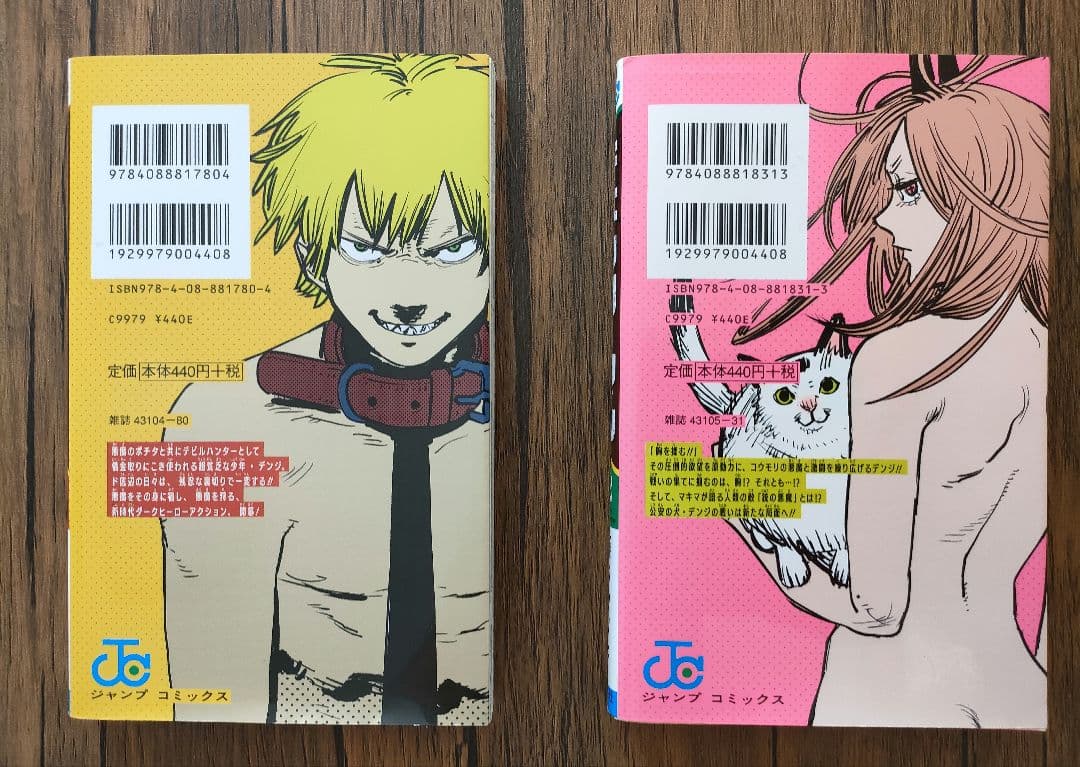 9784088817804
1929979004408
ISBN978-4-08-881780-4
C9979 ¥440E
定価 本体440円+税
雑誌 43104-80
悪魔のポチタと共にデビルハンターとして
借金取りにこき使われる超貧乏な少年・デンジ。
ド底辺の日々は、残忍な裏切りで一変する!!
悪魔をその身に宿し、悪魔を狩る、
新時代ダークヒーローアクション、開幕!
JC
ジャンプ コミックス
9784088818313
1929979004408
ISBN978-4-08-881831-3
C9979 ¥440E
定価 本体440円+税
雑誌 43105-31
「胸を揉む!!」
その圧倒的欲望を原動力に、コウモリの悪魔と激闘を繰り広げるデンジ!!
戦いの果てに掴むのは、胸!? それとも…!?
そして、マキマが語る人類の敵「銃の悪魔」とは!?
公安の犬・デンジの戦いは新たな局面へ!!
JC
ジャンプ コミックス